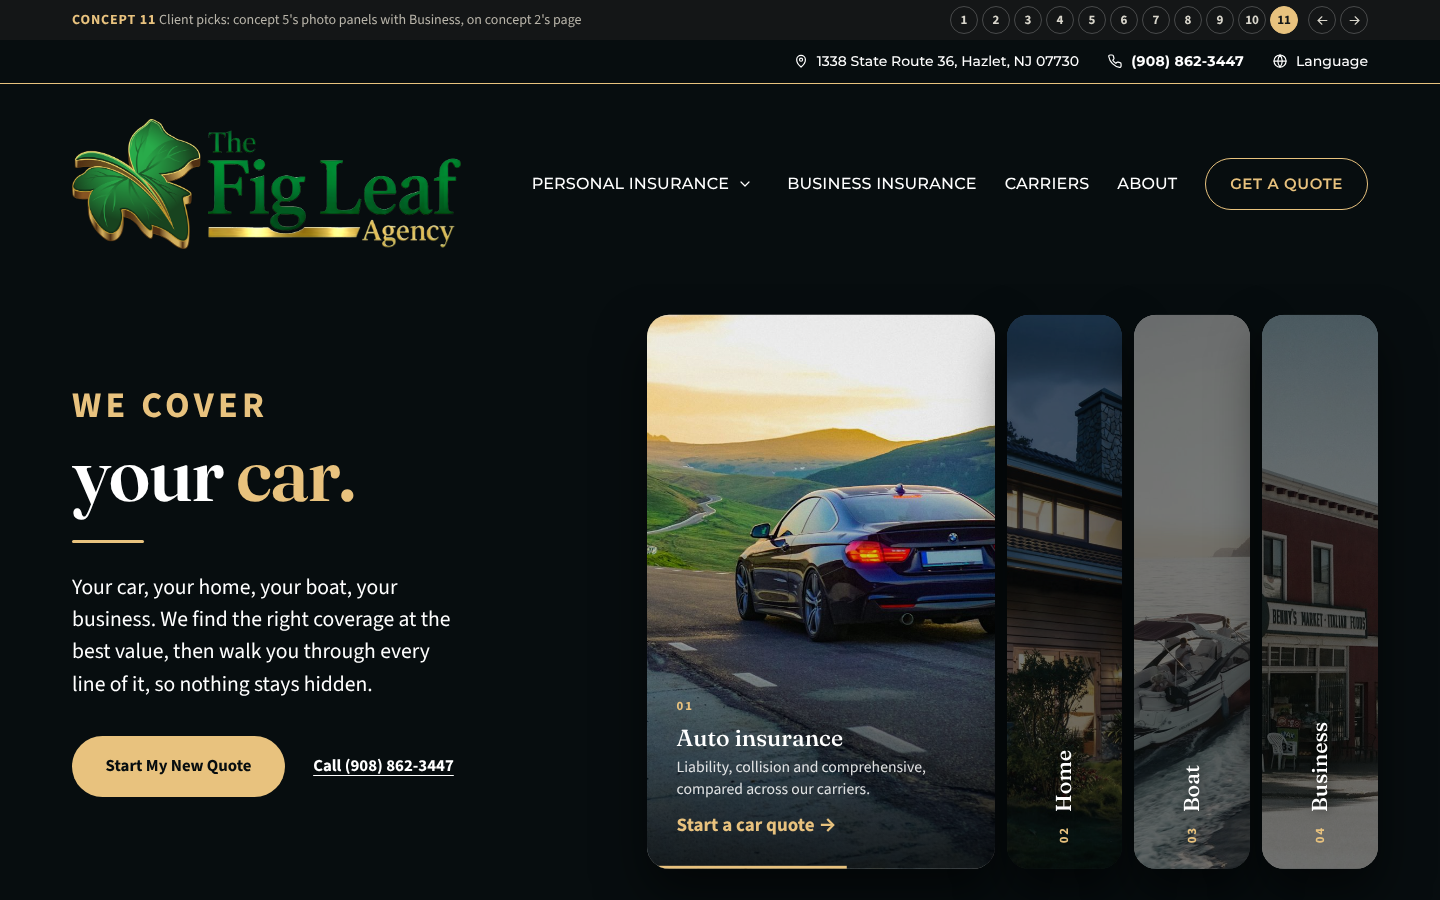 CONCEPT 11 Client picks: concept 5's photo panels with Business, on concept 2's page
1 2 3 4 5 6 7 8 9 10 11 ← →
1338 State Route 36, Hazlet, NJ 07730 (908) 862-3447 Language
The
Fig Leaf
Agency
PERSONAL INSURANCE BUSINESS INSURANCE CARRIERS ABOUT GET A QUOTE
WE COVER
your car.
Your car, your home, your boat, your
business. We find the right coverage at the
best value, then walk you through every
line of it, so nothing stays hidden.
Start My New Quote Call (908) 862-3447
01
Auto insurance
Liability, collision and comprehensive,
compared across our carriers.
Start a car quote →
02 Home
03 Boat
BENNY'S MARKET-ITALIAN FOODS
04 Business